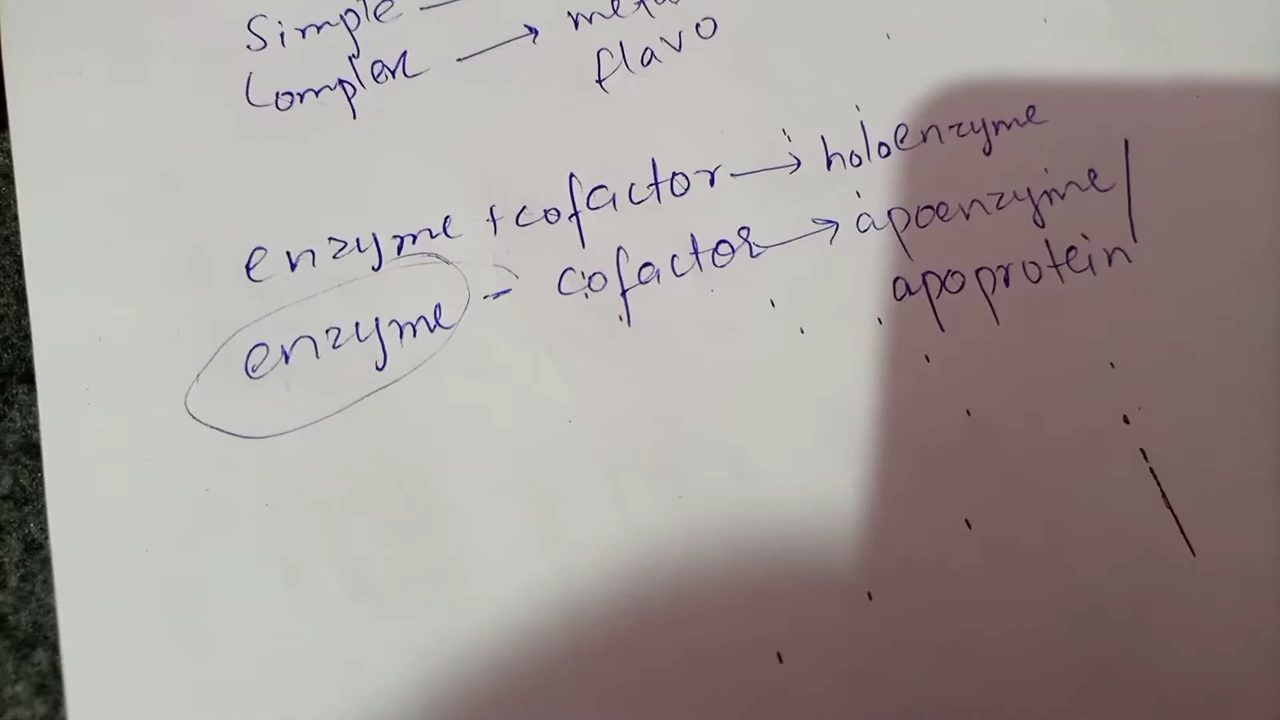 Simple —
Complex → 
flavo
enzyme + cofactor → holoenzyme
enzyme - cofactor → apoenzyme/
apoprotein